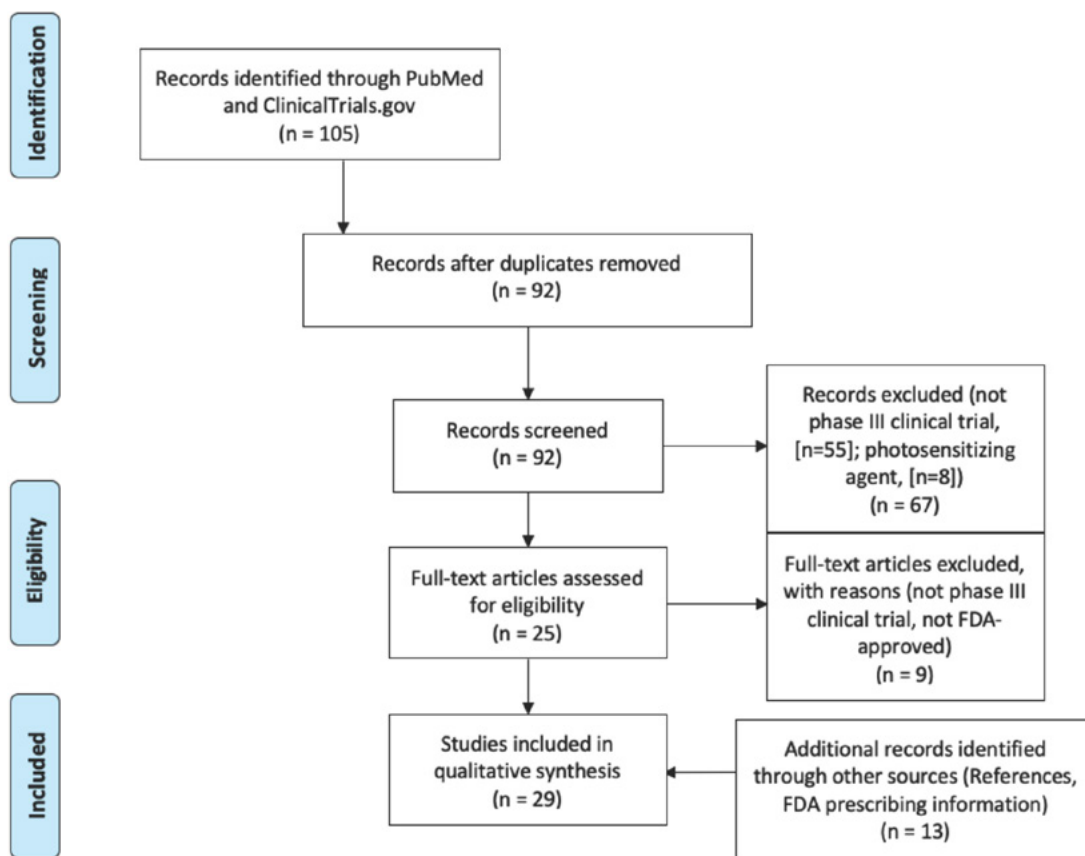 Identification
Records identified through PubMed
and ClinicalTrials.gov
(n = 105)
Screening
Records after duplicates removed
(n = 92)
Records screened
(n = 92)
Records excluded (not
phase III clinical trial,
[n=55]; photosensitizing
agent, [n=8])
(n = 67)
Eligibility
Full-text articles assessed
for eligibility
(n = 25)
Full-text articles excluded,
with reasons (not phase III
clinical trial, not FDA-
approved)
(n = 9)
Included
Studies included in
qualitative synthesis
(n = 29)
Additional records identified
through other sources (References,
FDA prescribing information)
(n = 13)